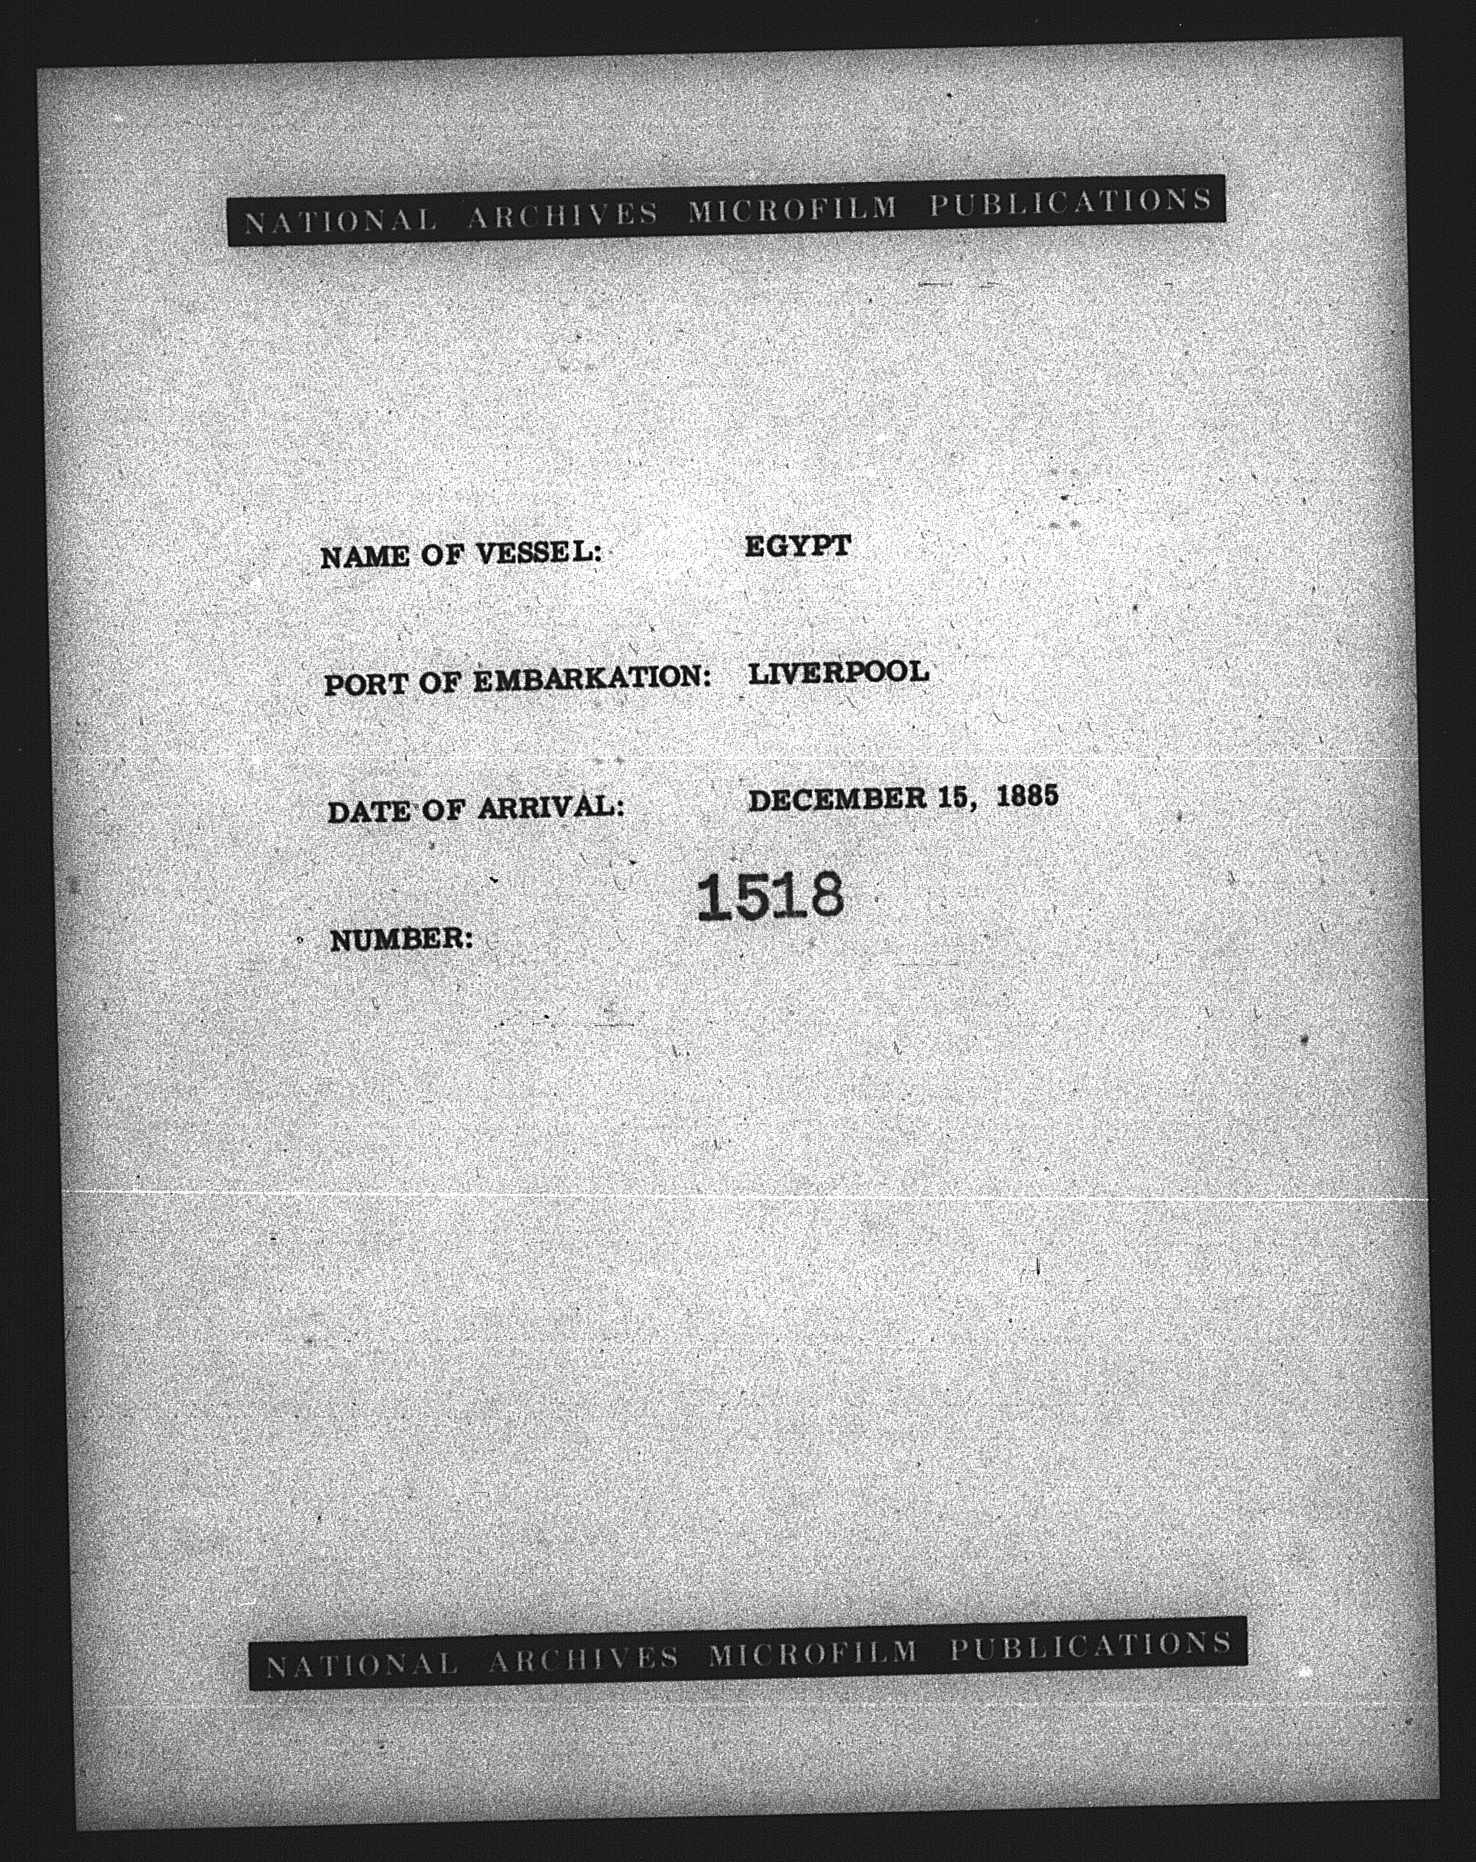 NATIONAL ARCHIVES MICROFILM PUBLICATIONS
NAME OF VESSEL: EGYPT
PORT OF EMBARKATION: LIVERPOOL
DATE OF ARRIVAL: DECEMBER 15, 1885
1518
NUMBER:
NATIONAL ARCHIVES MICROFILM PUBLICATIONS